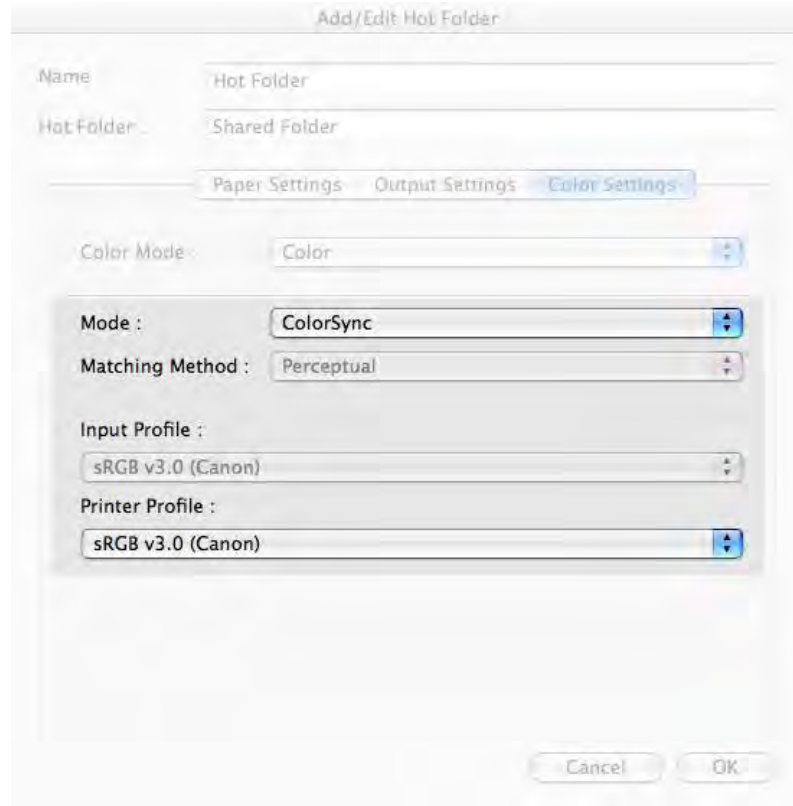 Add/Edit Hot Folder
Name Hot Folder
Hot Folder : Shared Folder
Paper Settings Output Settings Color Settings
Color Mode : Color
Mode : ColorSync
Matching Method : Perceptual
Input Profile :
sRGB v3.0 (Canon)
Printer Profile :
sRGB v3.0 (Canon)
Cancel OK